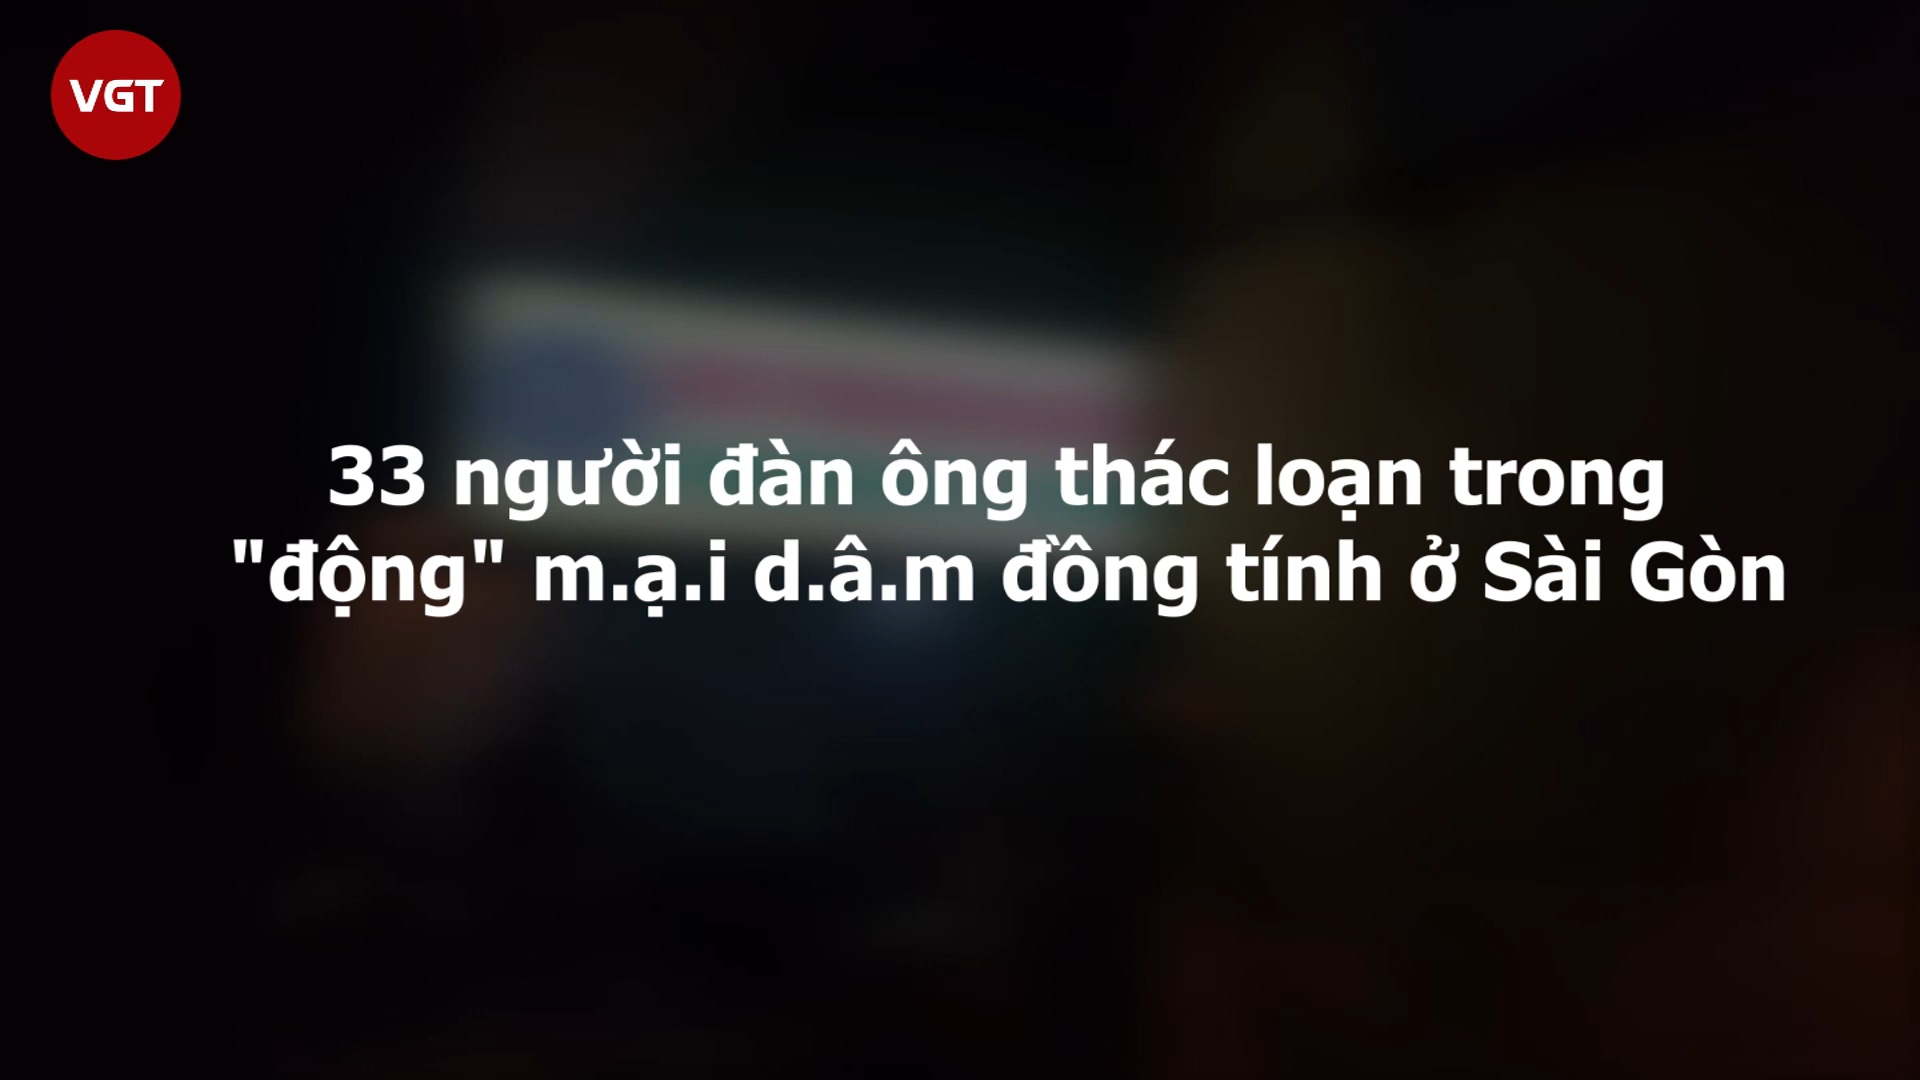 VGT
33 người đàn ông thác loạn trong
"động" m.ạ.i d.â.m đồng tính ở Sài Gòn